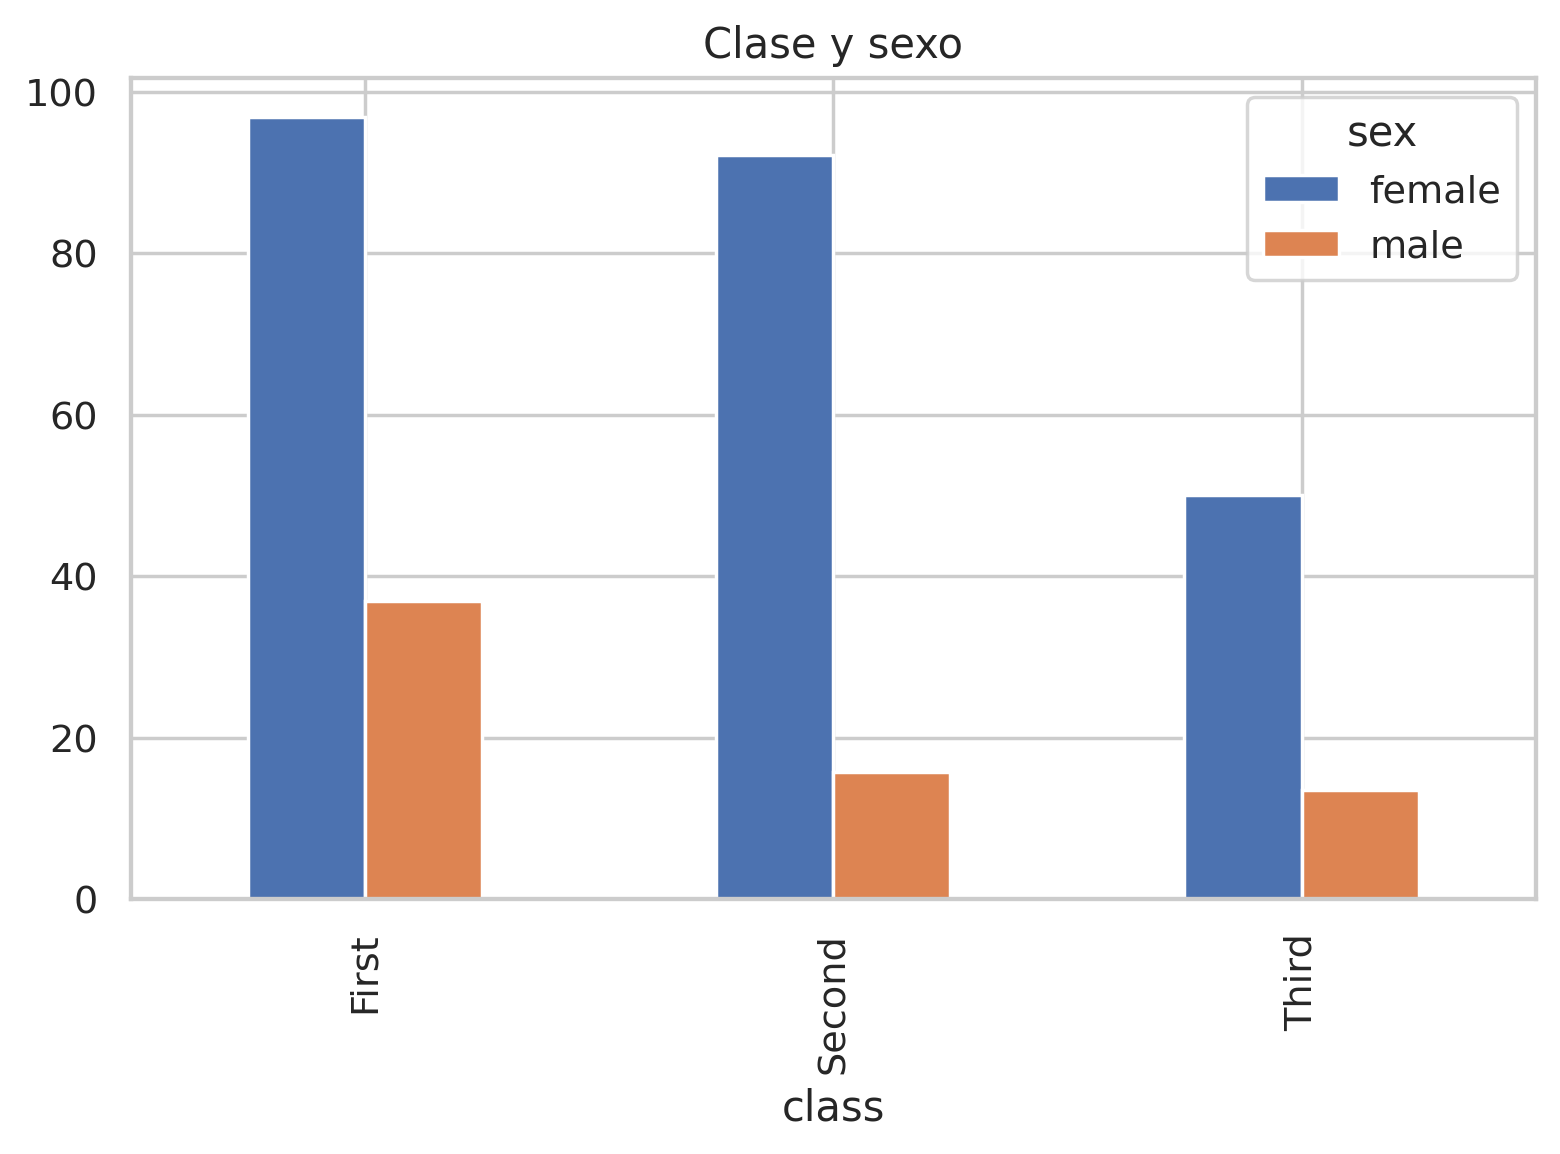 Clase y sexo
100
80
60
40
20
0
sex
female
male
First
Second
Third
class